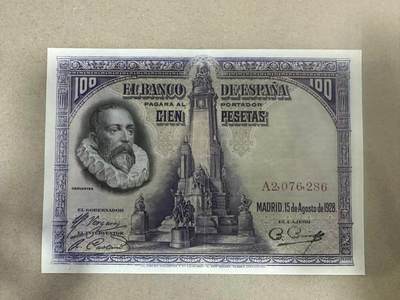 100 EL BANCO DE ESPAÑA 100
PAGARÁ AL PORTADOR
CIEN PESETAS
CERVANTES
A2,076,286
MADRID, 15 de Agosto de 1928
EL GOBERNADOR
EL CAJERO
EL INTERVENTOR